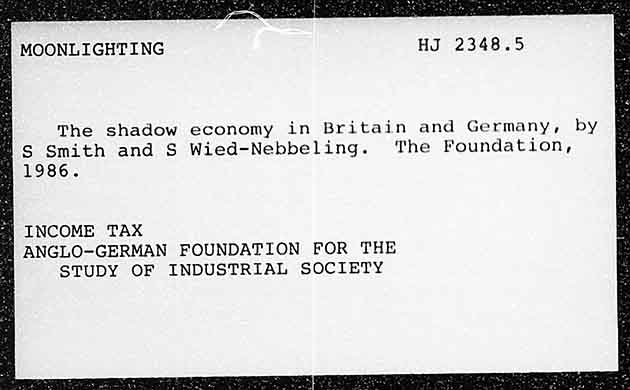 MOONLIGHTING HJ 2348.5
The shadow economy in Britain and Germany, by
S Smith and S Wied-Nebbeling. The Foundation,
1986.
INCOME TAX
ANGLO-GERMAN FOUNDATION FOR THE
STUDY OF INDUSTRIAL SOCIETY